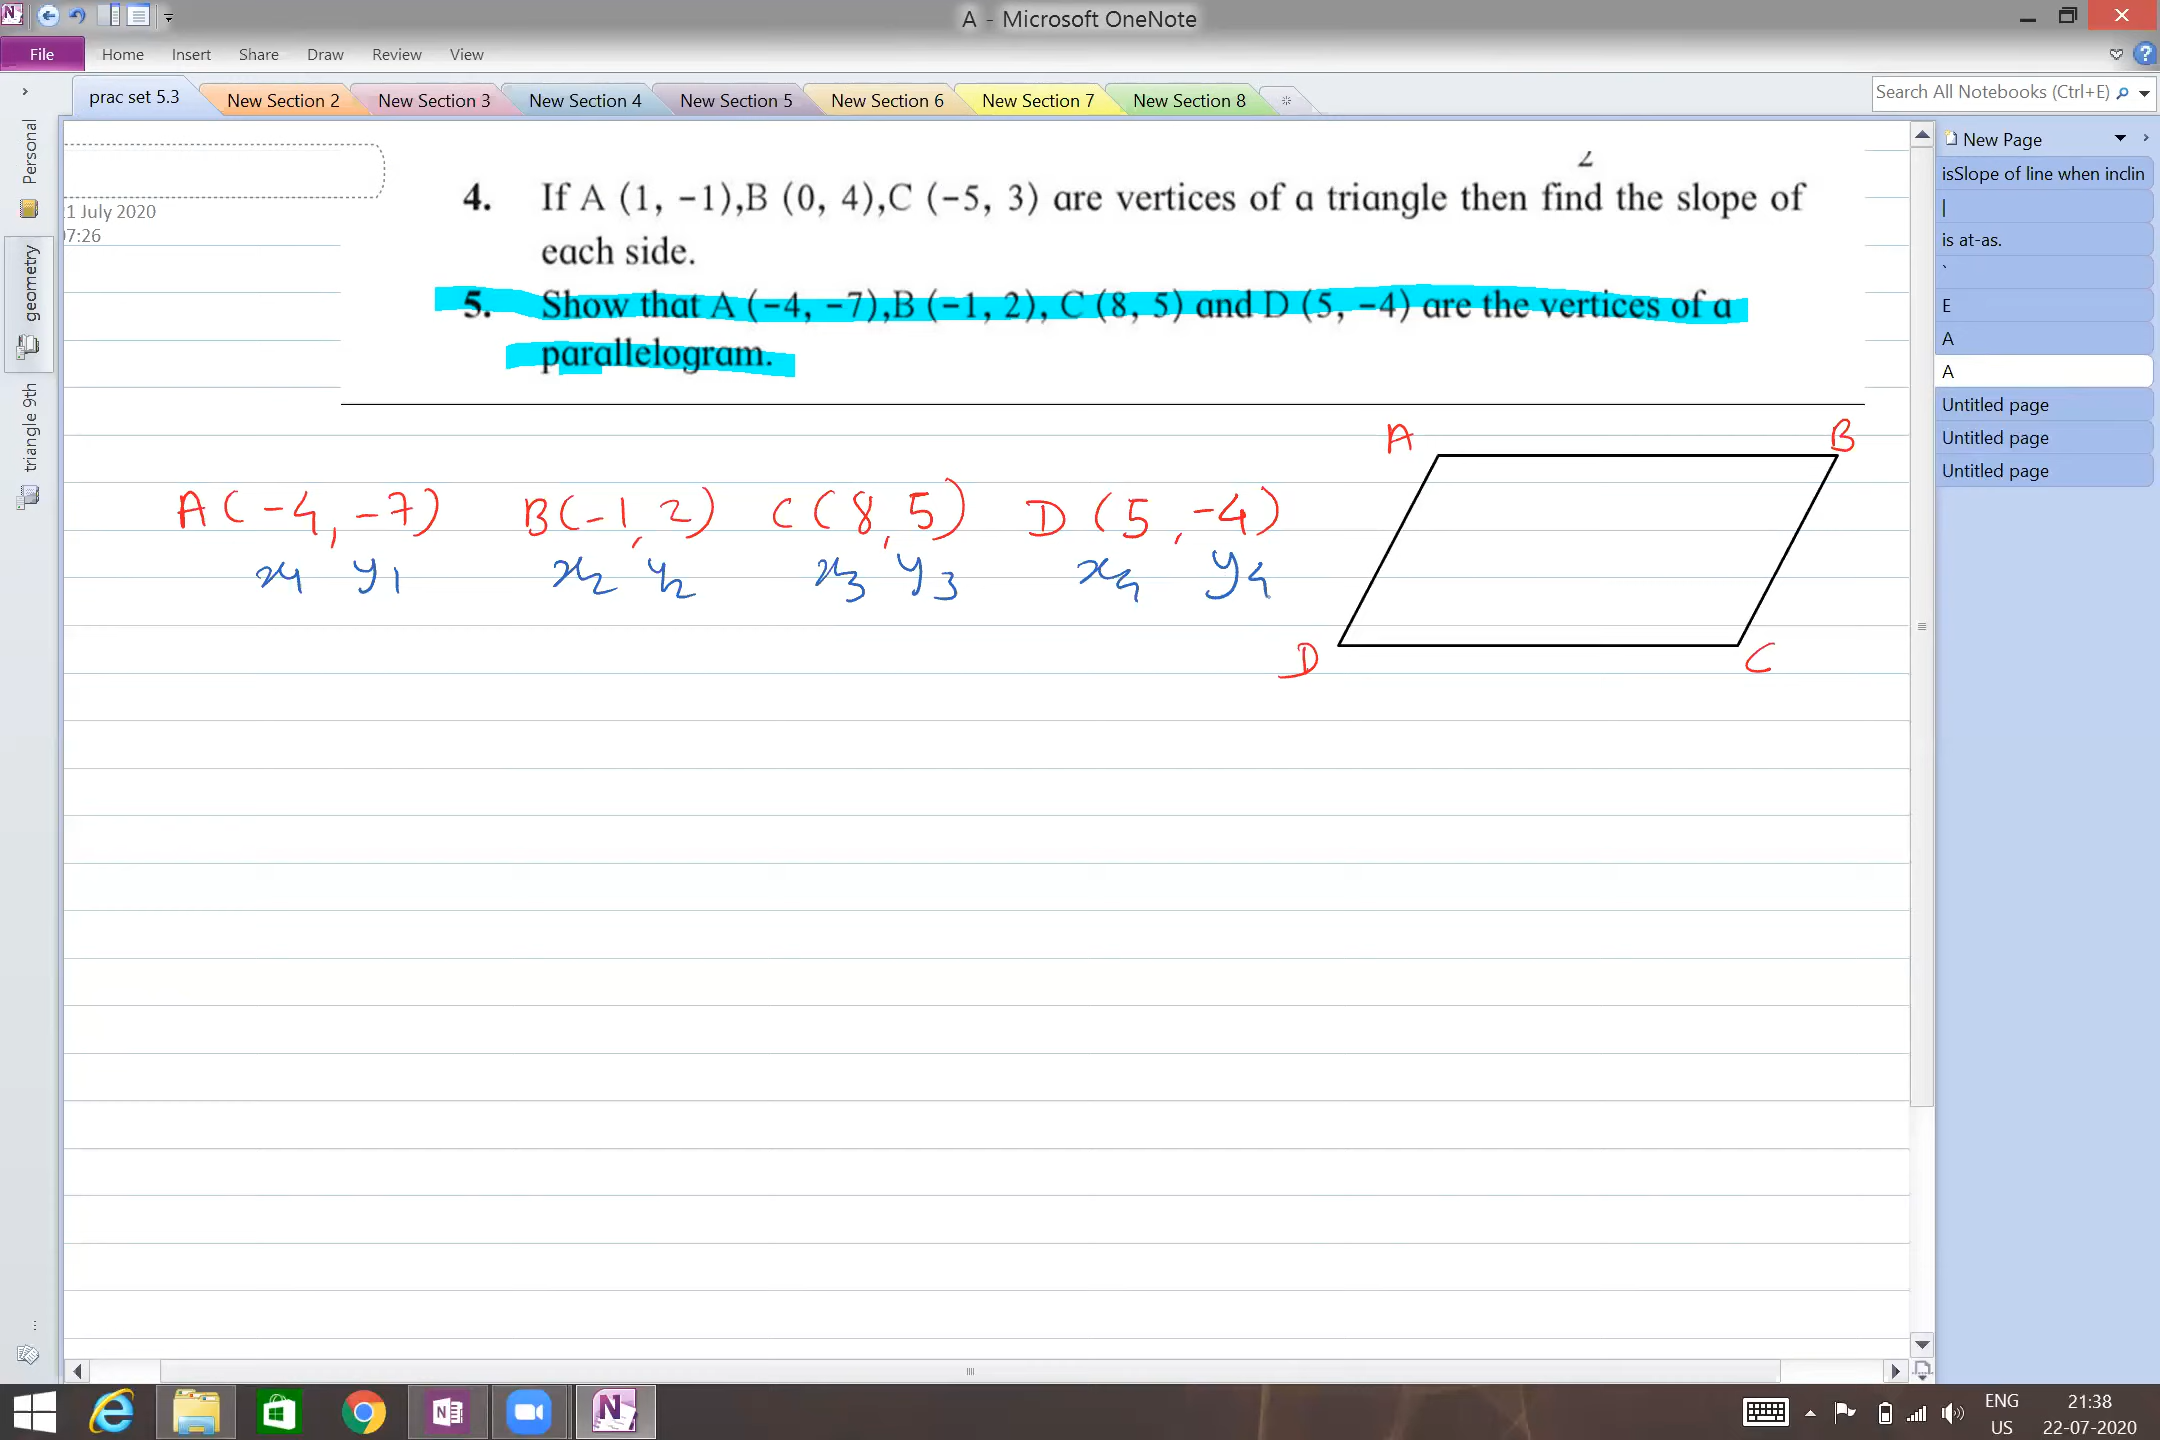 A - Microsoft OneNote
File Home Insert Share Draw Review View
prac set 5.3 New Section 2 New Section 3 New Section 4 New Section 5 New Section 6 New Section 7 New Section 8
Search All Notebooks (Ctrl+E)
Personal
geometry
triangle 9th
New Page
isSlope of line when inclin
|
is at-as.
`
E
A
A
Untitled page
Untitled page
Untitled page
1 July 2020
07:26
2
4. If A (1, −1),B (0, 4),C (−5, 3) are vertices of a triangle then find the slope of
each side.
5. Show that A (−4, −7),B (−1, 2), C (8, 5) and D (5, −4) are the vertices of a
parallelogram.
A B
A(-4, -7) B(-1, 2) C(8, 5) D(5, -4)
x1 y1 x2 y2 x3 y3 x4 y4
D C
ENG
US
21:38
22-07-2020